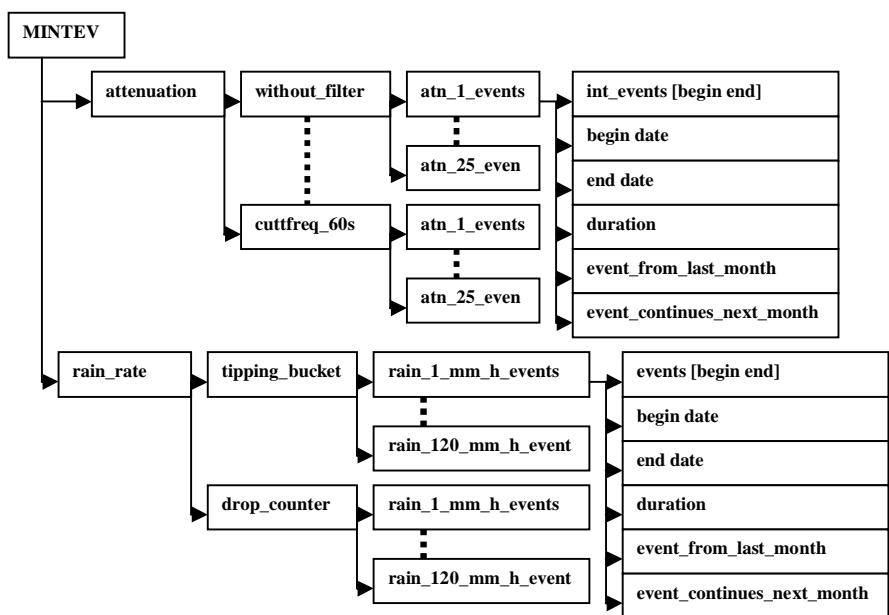 MINTEV
attenuation
without_filter
atn_1_events
int_events [begin end]
begin date
atn_25_even
end date
cuttfreq_60s
atn_1_events
duration
event_from_last_month
atn_25_even
event_continues_next_month
rain_rate
tipping_bucket
rain_1_mm_h_events
events [begin end]
begin date
rain_120_mm_h_event
end date
drop_counter
rain_1_mm_h_events
duration
event_from_last_month
rain_120_mm_h_event
event_continues_next_month